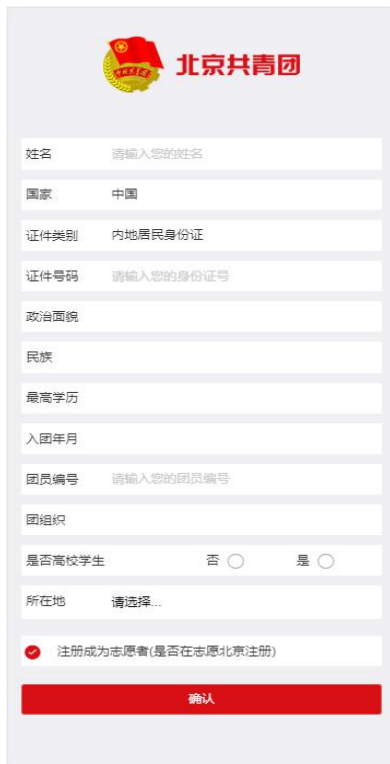 北京共青团
姓名 请输入您的姓名
国家 中国
证件类别 内地居民身份证
证件号码 请输入您的身份证号
政治面貌
民族
最高学历
入团年月
团员编号 请输入您的团员编号
团组织
是否高校学生 否 是
所在地 请选择...
注册成为志愿者(是否在志愿北京注册)
确认